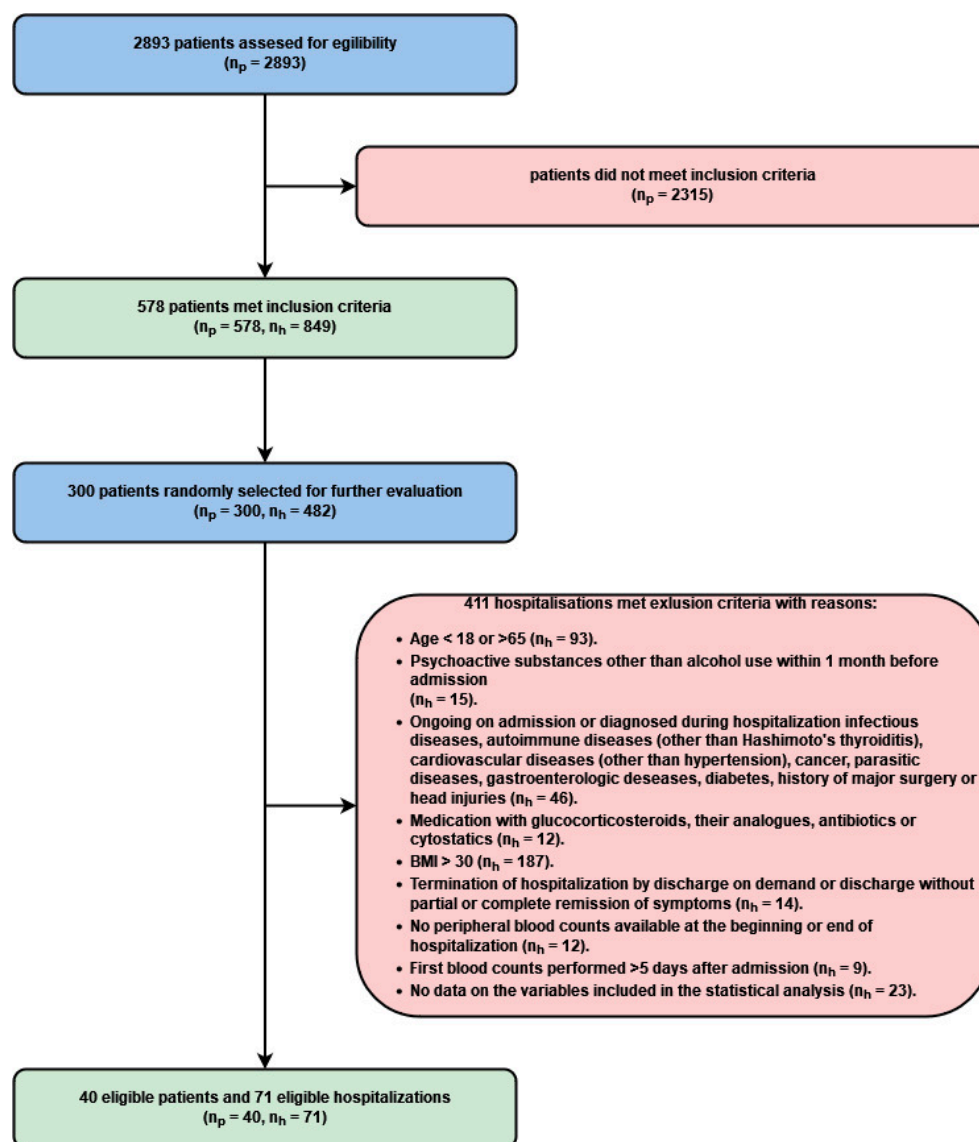 2893 patients assesed for egilibility
(np = 2893)
patients did not meet inclusion criteria
(np = 2315)
578 patients met inclusion criteria
(np = 578, nh = 849)
300 patients randomly selected for further evaluation
(np = 300, nh = 482)
411 hospitalisations met exlusion criteria with reasons:
• Age < 18 or >65 (nh = 93).
• Psychoactive substances other than alcohol use within 1 month before
admission
(nh = 15).
• Ongoing on admission or diagnosed during hospitalization infectious
diseases, autoimmune diseases (other than Hashimoto's thyroiditis),
cardiovascular diseases (other than hypertension), cancer, parasitic
diseases, gastroenterologic deseases, diabetes, history of major surgery or
head injuries (nh = 46).
• Medication with glucocorticosteroids, their analogues, antibiotics or
cytostatics (nh = 12).
• BMI > 30 (nh = 187).
• Termination of hospitalization by discharge on demand or discharge without
partial or complete remission of symptoms (nh = 14).
• No peripheral blood counts available at the beginning or end of
hospitalization (nh = 12).
• First blood counts performed >5 days after admission (nh = 9).
• No data on the variables included in the statistical analysis (nh = 23).
40 eligible patients and 71 eligible hospitalizations
(np = 40, nh = 71)